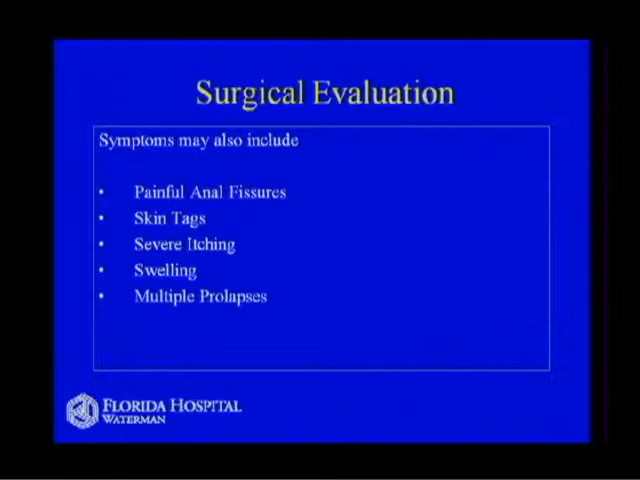 Surgical Evaluation
Symptoms may also include
• Painful Anal Fissures
• Skin Tags
• Severe Itching
• Swelling
• Multiple Prolapses
FLORIDA HOSPITAL
WATERMAN